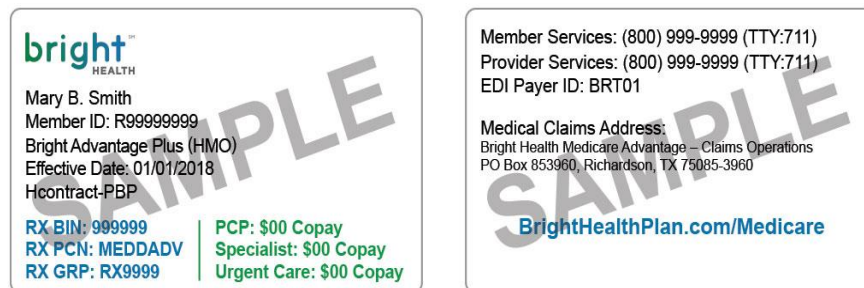 bright™
HEALTH
Mary B. Smith
Member ID: R99999999
Bright Advantage Plus (HMO)
Effective Date: 01/01/2018
Hcontract-PBP
RX BIN: 999999
RX PCN: MEDDADV
RX GRP: RX9999
PCP: $00 Copay
Specialist: $00 Copay
Urgent Care: $00 Copay
SAMPLE
Member Services: (800) 999-9999 (TTY:711)
Provider Services: (800) 999-9999 (TTY:711)
EDI Payer ID: BRT01
Medical Claims Address:
Bright Health Medicare Advantage – Claims Operations
PO Box 853960, Richardson, TX 75085-3960
BrightHealthPlan.com/Medicare
SAMPLE